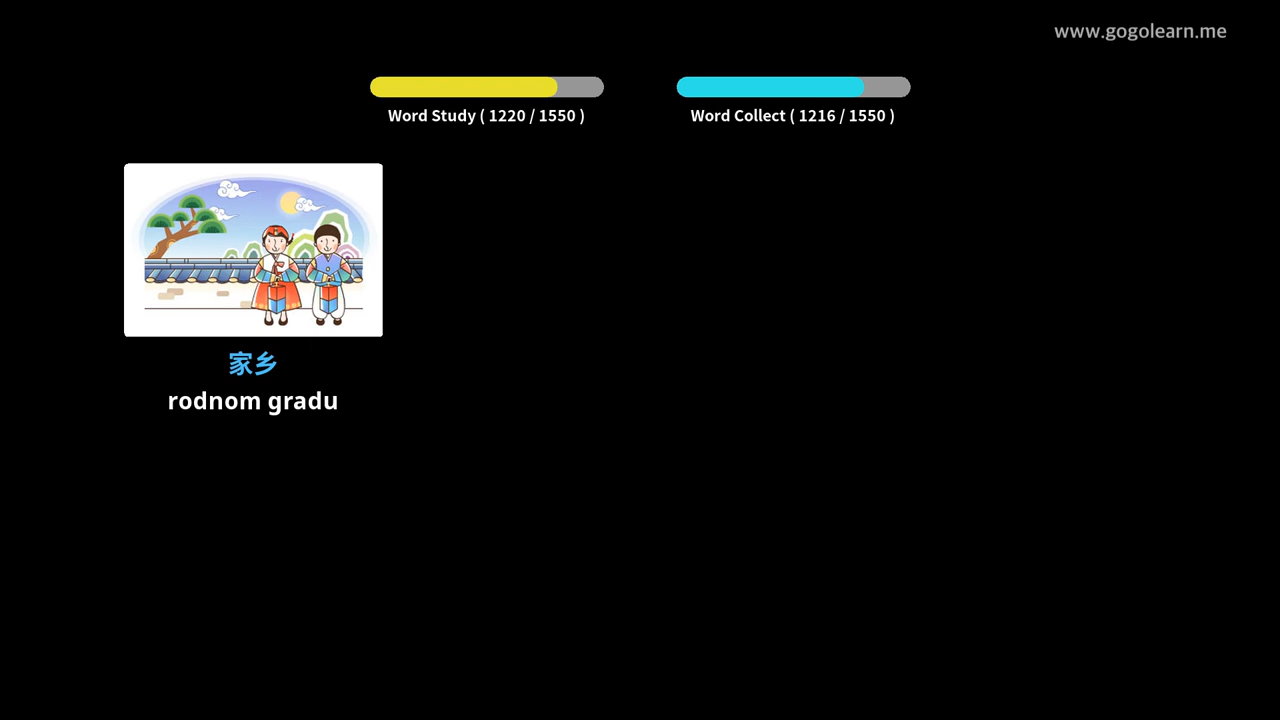 www.gogolearn.me
Word Study ( 1220 / 1550 )
Word Collect ( 1216 / 1550 )
家乡
rodnom gradu